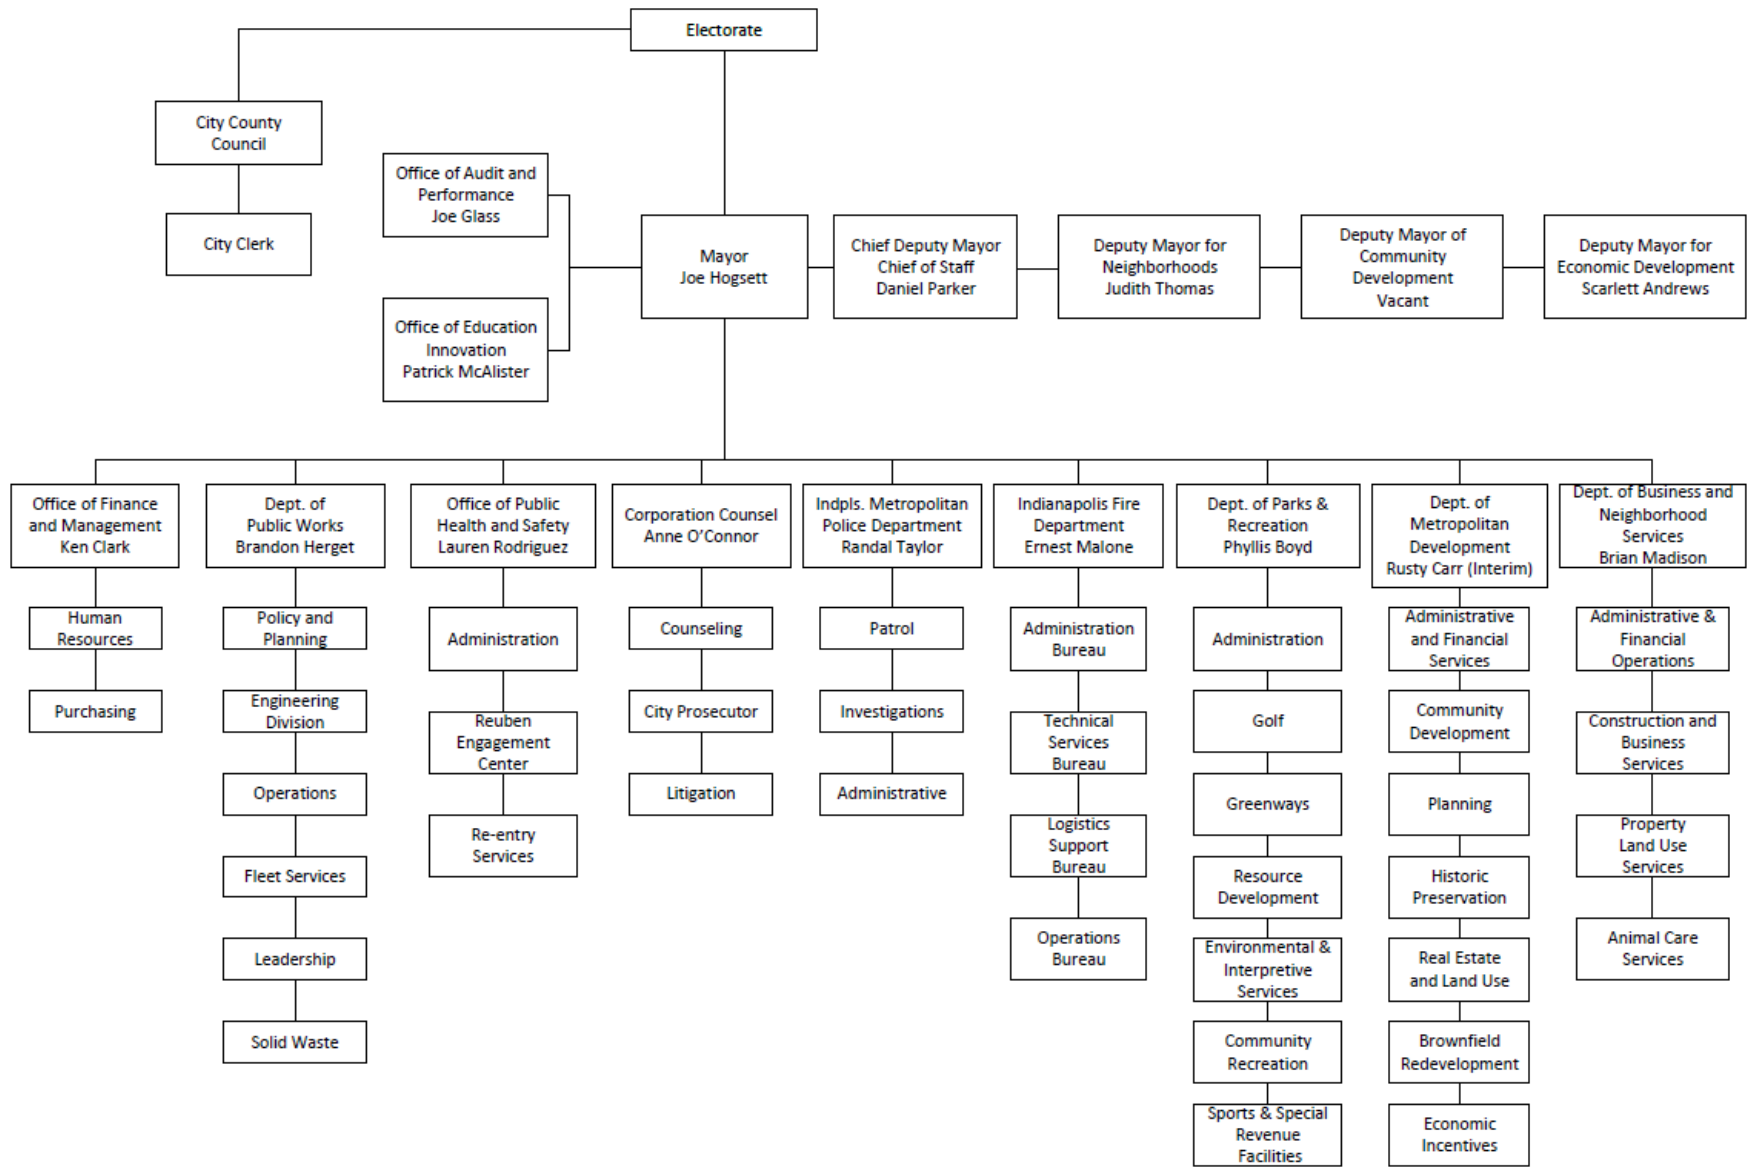 Electorate
City County
Council
City Clerk
Office of Audit and
Performance
Joe Glass
Office of Education
Innovation
Patrick McAlister
Mayor
Joe Hogsett
Chief Deputy Mayor
Chief of Staff
Daniel Parker
Deputy Mayor for
Neighborhoods
Judith Thomas
Deputy Mayor of
Community
Development
Vacant
Deputy Mayor for
Economic Development
Scarlett Andrews
Office of Finance
and Management
Ken Clark
Human
Resources
Purchasing
Dept. of
Public Works
Brandon Herget
Policy and
Planning
Engineering
Division
Operations
Fleet Services
Leadership
Solid Waste
Office of Public
Health and Safety
Lauren Rodriguez
Administration
Reuben
Engagement
Center
Re-entry
Services
Corporation Counsel
Anne O'Connor
Counseling
City Prosecutor
Litigation
Indpls. Metropolitan
Police Department
Randal Taylor
Patrol
Investigations
Administrative
Indianapolis Fire
Department
Ernest Malone
Administration
Bureau
Technical
Services
Bureau
Logistics
Support
Bureau
Operations
Bureau
Dept. of Parks &
Recreation
Phyllis Boyd
Administration
Golf
Greenways
Resource
Development
Environmental &
Interpretive
Services
Community
Recreation
Sports & Special
Revenue
Facilities
Dept. of
Metropolitan
Development
Rusty Carr (Interim)
Administrative
and Financial
Services
Community
Development
Planning
Historic
Preservation
Real Estate
and Land Use
Brownfield
Redevelopment
Economic
Incentives
Dept. of Business and
Neighborhood
Services
Brian Madison
Administrative &
Financial
Operations
Construction and
Business
Services
Property
Land Use
Services
Animal Care
Services